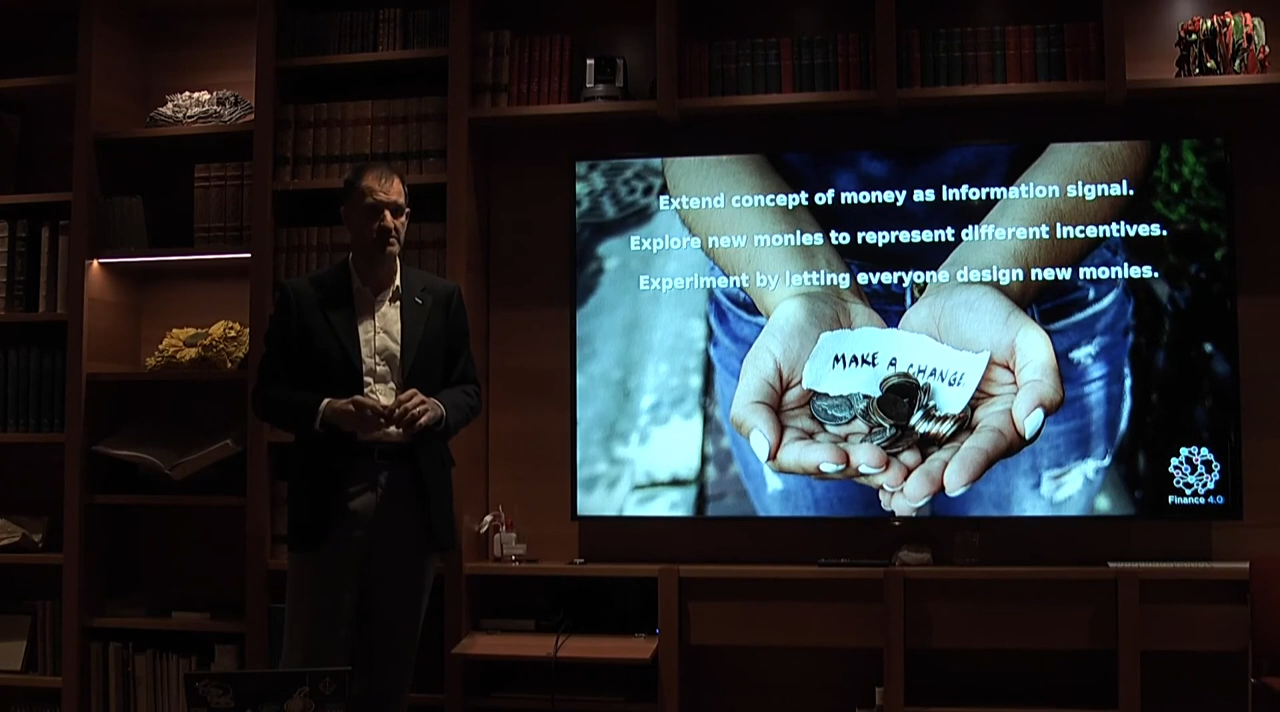 Extend concept of money as information signal.
Explore new monies to represent different incentives.
Experiment by letting everyone design new monies.
MAKE A CHANGE
Finance 4.0